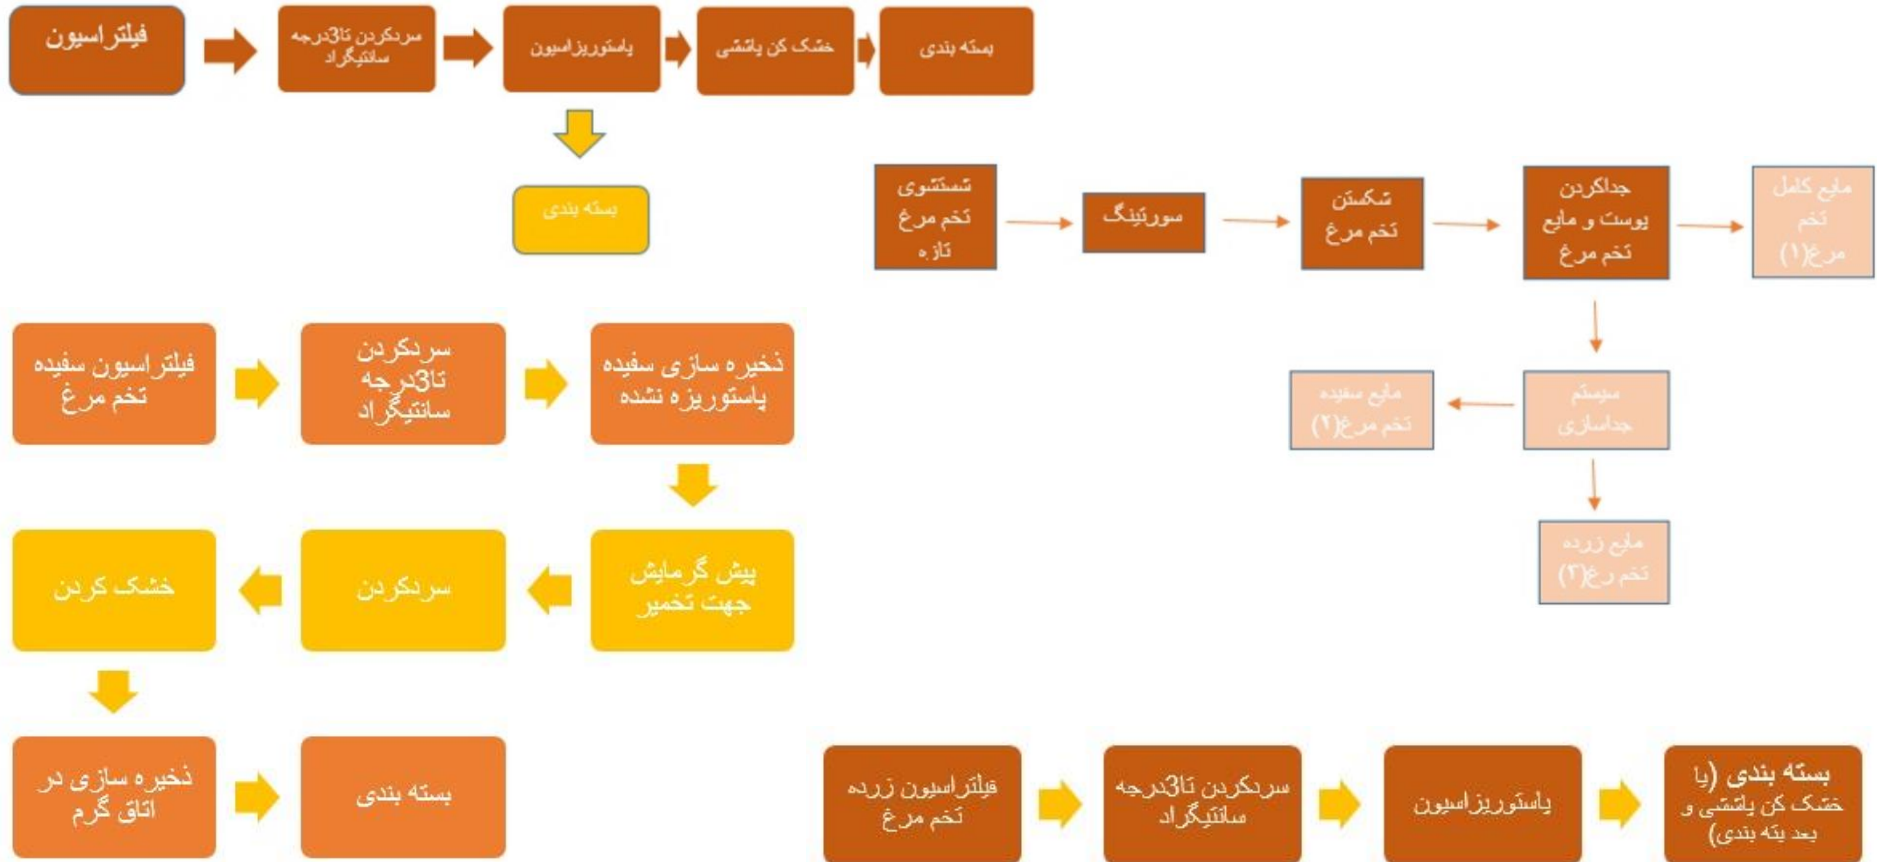 فیلتراسیون
سردکردن تا3درجه
سانتیگراد
پاستوریزاسیون
خشک کن پاششی
بسته بندی
بسته بندی
شستشوی
تخم مرغ
تازه
سورتینگ
شکستن
تخم مرغ
جداکردن
پوست و مایع
تخم مرغ
مایع کامل
تخم
مرغ(۱)
سیستم
جداسازی
مایع سفیده
تخم مرغ(۲)
مایع زرده
تخم رغ(۳)
فیلتراسیون سفیده
تخم مرغ
سردکردن
تا3درجه
سانتیگراد
ذخیره سازی سفیده
پاستوریزه نشده
پیش گرمایش
جهت تخمیر
سردکردن
خشک کردن
ذخیره سازی در
اتاق گرم
بسته بندی
فیلتراسیون زرده
تخم مرغ
سردکردن تا3درجه
سانتیگراد
پاستوریزاسیون
بسته بندی (یا
خشک کن پاششی و
بعد بته بندی)